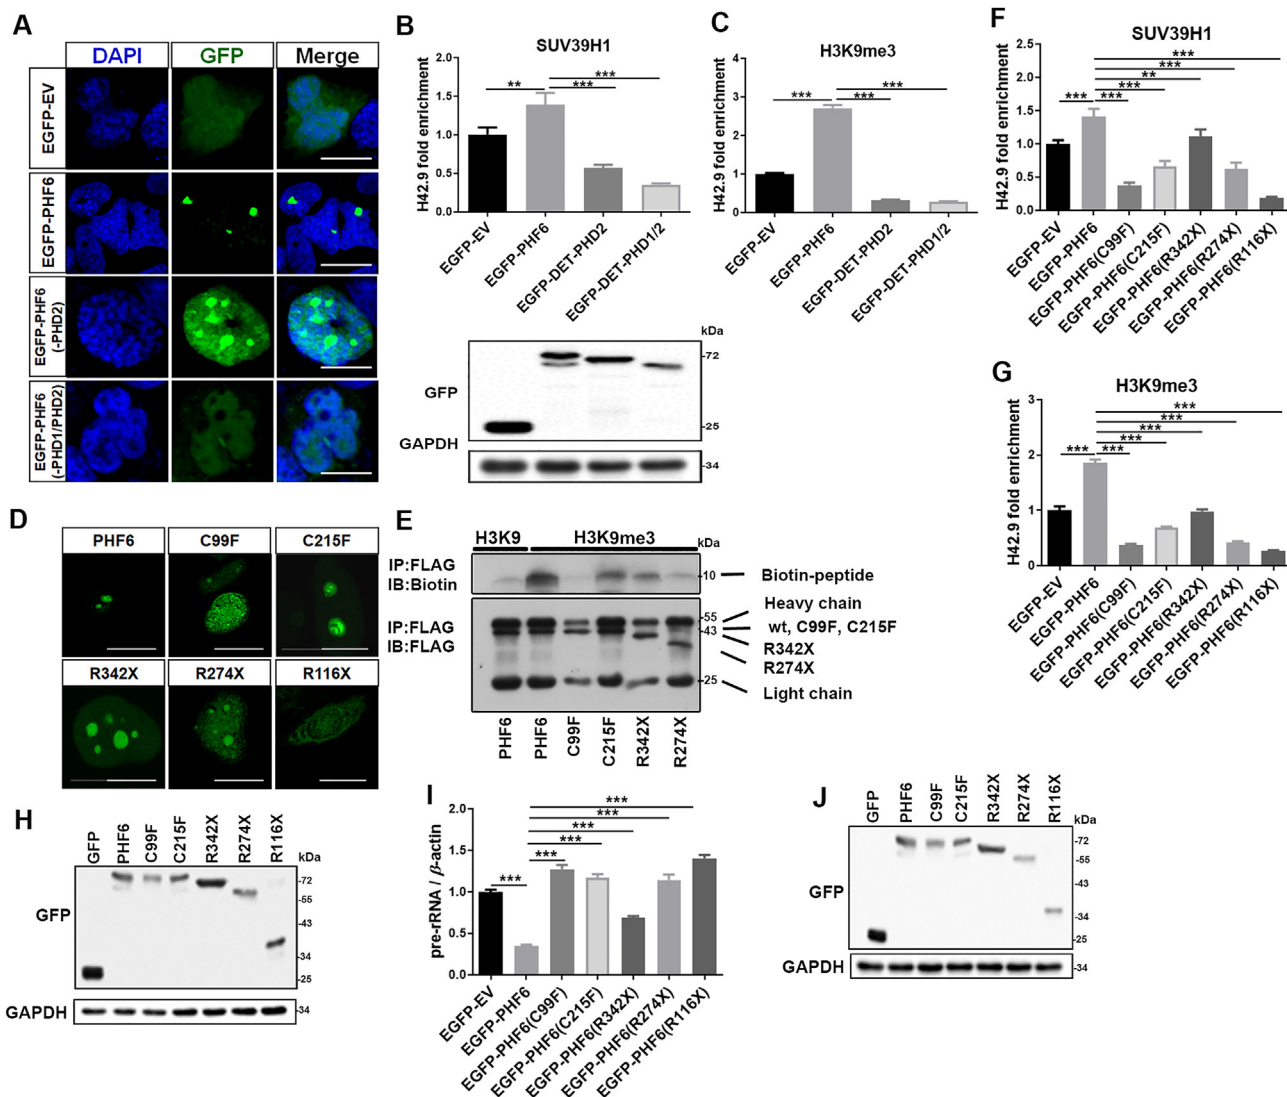 A
DAPI GFP Merge
EGFP-EV
EGFP-PHF6
EGFP-PHF6 (-PHD2)
EGFP-PHF6 (-PHD1/PHD2)
B
SUV39H1
H42.9 fold enrichment
2.0
1.5
1.0
0.5
0.0
** *** ***
EGFP-EV
EGFP-PHF6
EGFP-DET-PHD2
EGFP-DET-PHD1/2
kDa
GFP
-72
-25
GAPDH
-34
C
H3K9me3
H42.9 fold enrichment
4
3
2
1
0
*** *** ***
EGFP-EV
EGFP-PHF6
EGFP-DET-PHD2
EGFP-DET-PHD1/2
D
PHF6 C99F C215F
R342X R274X R116X
E
H3K9 H3K9me3
kDa
IP:FLAG
IB:Biotin
-10
Biotin-peptide
IP:FLAG
IB:FLAG
-55
-43
-25
Heavy chain
wt, C99F, C215F
R342X
R274X
Light chain
PHF6
PHF6
C99F
C215F
R342X
R274X
F
SUV39H1
H42.9 fold enrichment
2.5
2.0
1.5
1.0
0.5
0.0
***
***
**
***
*** ***
EGFP-EV
EGFP-PHF6
EGFP-PHF6(C99F)
EGFP-PHF6(C215F)
EGFP-PHF6(R342X)
EGFP-PHF6(R274X)
EGFP-PHF6(R116X)
G
H3K9me3
H42.9 fold enrichment
3
2
1
0
***
***
***
***
*** ***
EGFP-EV
EGFP-PHF6
EGFP-PHF6(C99F)
EGFP-PHF6(C215F)
EGFP-PHF6(R342X)
EGFP-PHF6(R274X)
EGFP-PHF6(R116X)
H
GFP
PHF6
C99F
C215F
R342X
R274X
R116X
kDa
GFP
-72
-55
-43
-34
-25
GAPDH
-34
I
pre-rRNA / β-actin
2.0
1.5
1.0
0.5
0.0
***
***
***
***
***
***
EGFP-EV
EGFP-PHF6
EGFP-PHF6(C99F)
EGFP-PHF6(C215F)
EGFP-PHF6(R342X)
EGFP-PHF6(R274X)
EGFP-PHF6(R116X)
J
GFP
PHF6
C99F
C215F
R342X
R274X
R116X
kDa
GFP
-72
-55
-43
-34
-25
GAPDH
-34